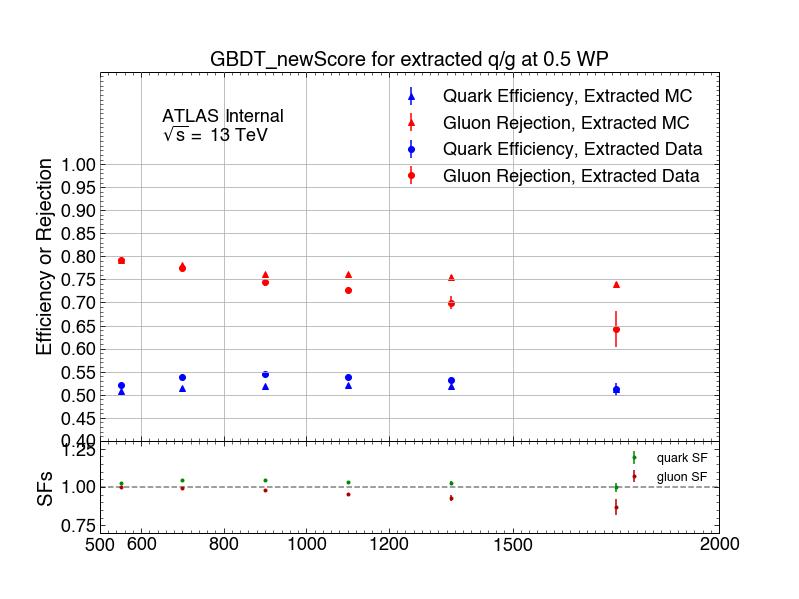 GBDT_newScore for extracted q/g at 0.5 WP
ATLAS Internal
√s = 13 TeV
Quark Efficiency, Extracted MC
Gluon Rejection, Extracted MC
Quark Efficiency, Extracted Data
Gluon Rejection, Extracted Data
Efficiency or Rejection
1.00
0.95
0.90
0.85
0.80
0.75
0.70
0.65
0.60
0.55
0.50
0.45
0.40
SFs
1.25
1.00
0.75
quark SF
gluon SF
500 600 800 1000 1200 1500 2000